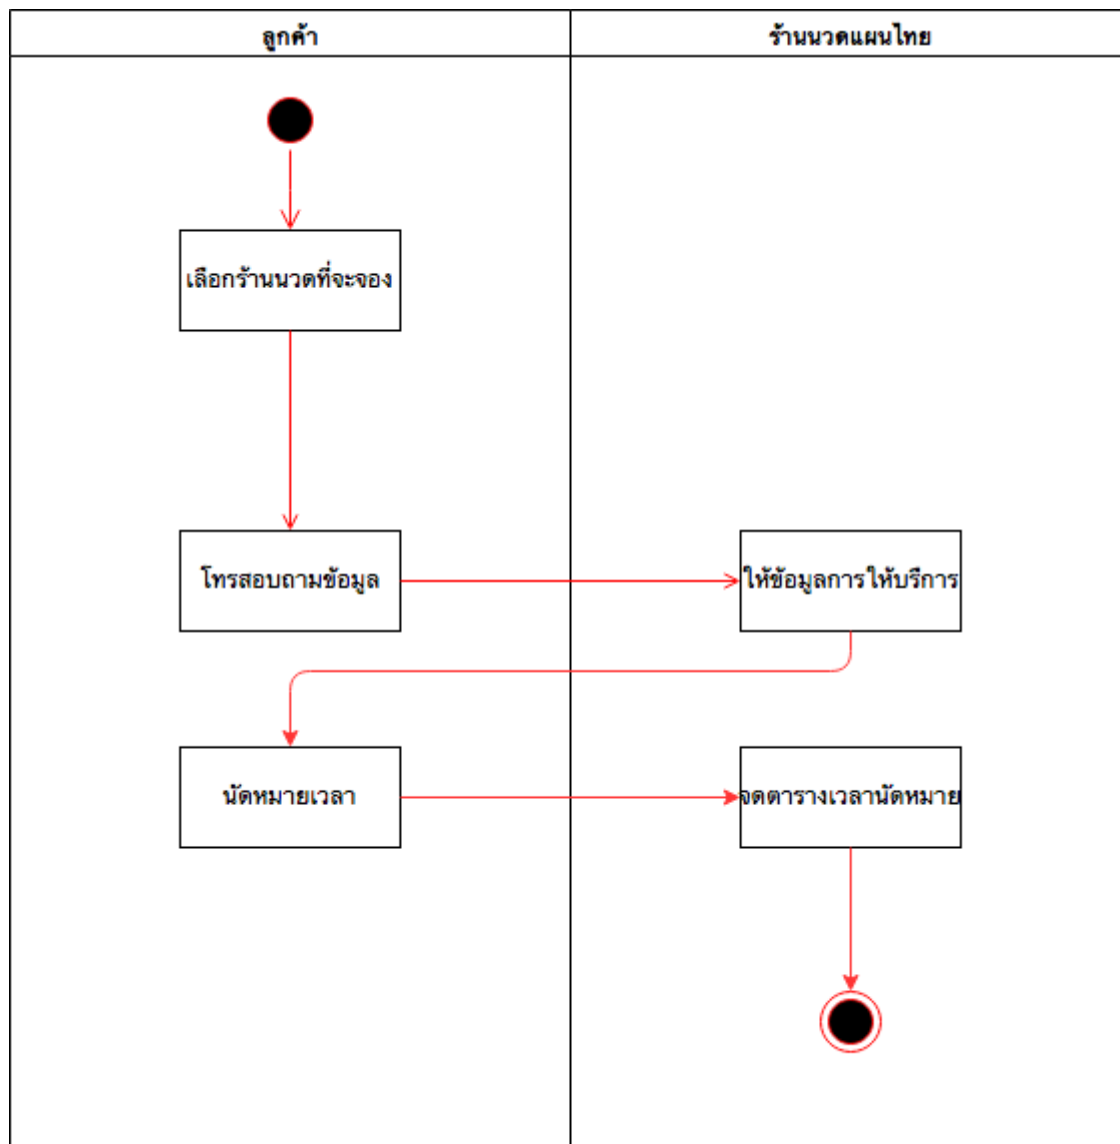 ลูกค้า
ร้านนวดแผนไทย
เลือกร้านนวดที่จะจอง
โทรสอบถามข้อมูล
ให้ข้อมูลการให้บริการ
นัดหมายเวลา
จดตารางเวลานัดหมาย